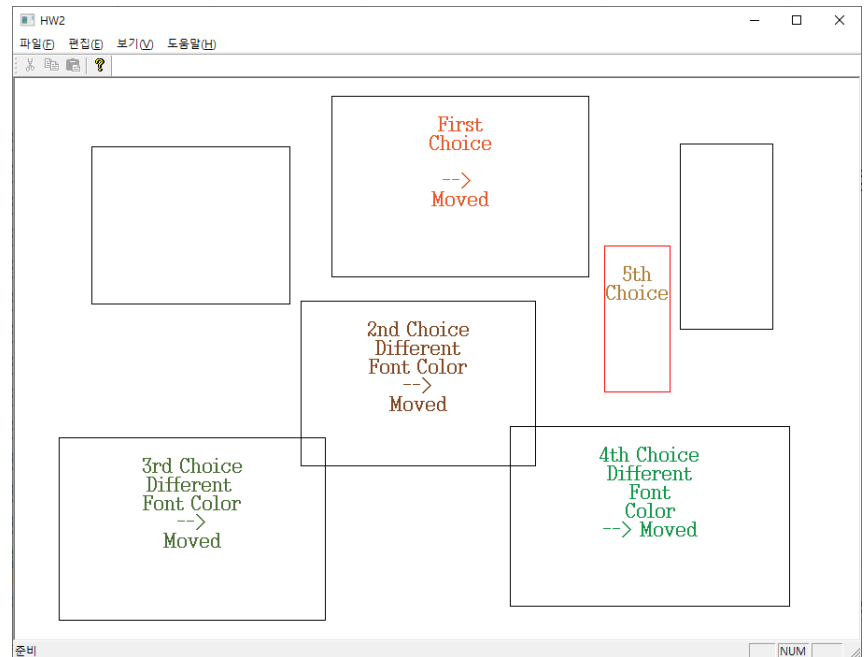 HW2
파일(F) 편집(E) 보기(V) 도움말(H)
First
Choice
-->
Moved
5th
Choice
2nd Choice
Different
Font Color
-->
Moved
3rd Choice
Different
Font Color
-->
Moved
4th Choice
Different
Font
Color
--> Moved
준비
NUM